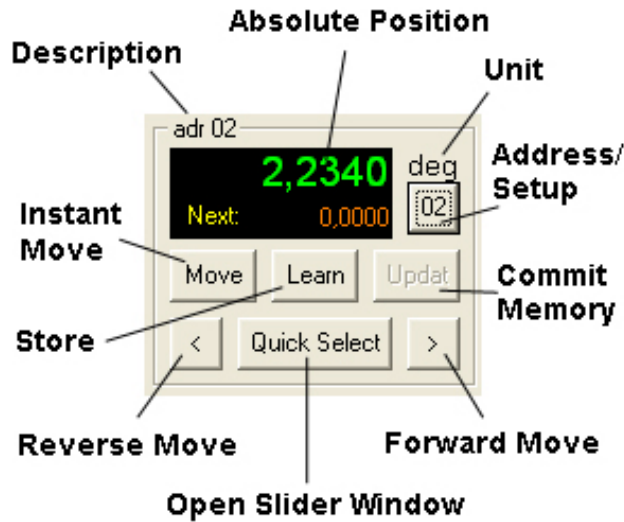 Absolute Position
Description
Unit
adr 02
2,2340
deg
Address/
Setup
Next: 0,0000
02
Instant
Move
Move
Learn
Updat
Commit
Memory
Store
<
Quick Select
>
Reverse Move
Forward Move
Open Slider Window